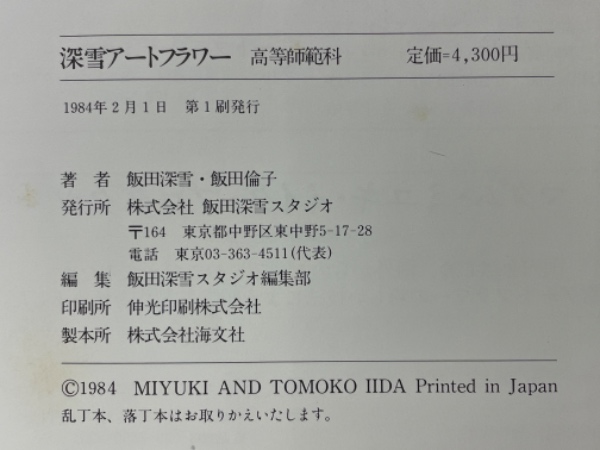 深雪アートフラワー 高等師範科 定価=4,300円
1984年2月1日 第1刷発行
著 者 飯田深雪・飯田倫子
発行所 株式会社 飯田深雪スタジオ
〒164 東京都中野区東中野5-17-28
電話 東京03-363-4511(代表)
編 集 飯田深雪スタジオ編集部
印刷所 伸光印刷株式会社
製本所 株式会社海文社
©1984 MIYUKI AND TOMOKO IIDA Printed in Japan
乱丁本、落丁本はお取りかえいたします。